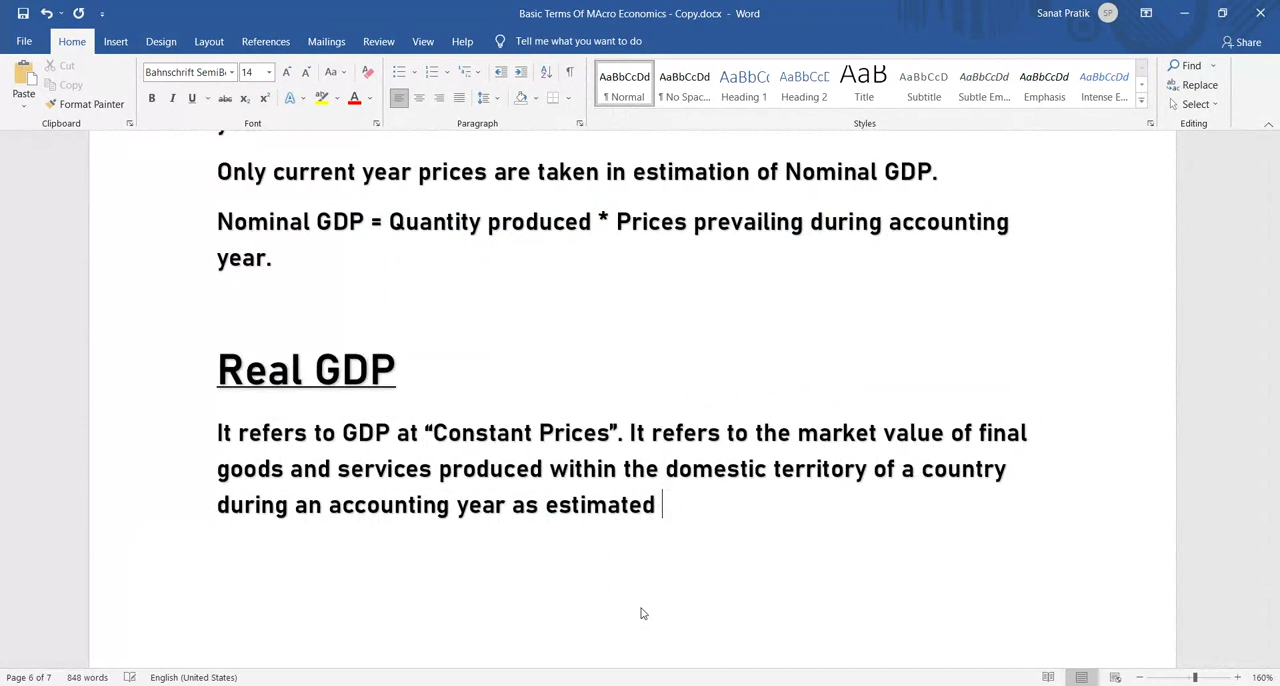 Basic Terms Of MAcro Economics - Copy.docx - Word
Sanat Pratik
SP
File
Home
Insert
Design
Layout
References
Mailings
Review
View
Help
Tell me what you want to do
Share
Paste
Cut
Copy
Format Painter
Clipboard
Bahnschrift SemiB
14
Font
Paragraph
AaBbCcDd
¶ Normal
AaBbCcDd
¶ No Spac...
AaBbCc
Heading 1
AaBbCcD
Heading 2
AaB
Title
AaBbCcD
Subtitle
AaBbCcDd
Subtle Em...
AaBbCcDd
Emphasis
AaBbCcDd
Intense E...
Styles
Find
Replace
Select
Editing
Only current year prices are taken in estimation of Nominal GDP.
Nominal GDP = Quantity produced * Prices prevailing during accounting
year.
Real GDP
It refers to GDP at “Constant Prices”. It refers to the market value of final
goods and services produced within the domestic territory of a country
during an accounting year as estimated
Page 6 of 7
848 words
English (United States)
160%